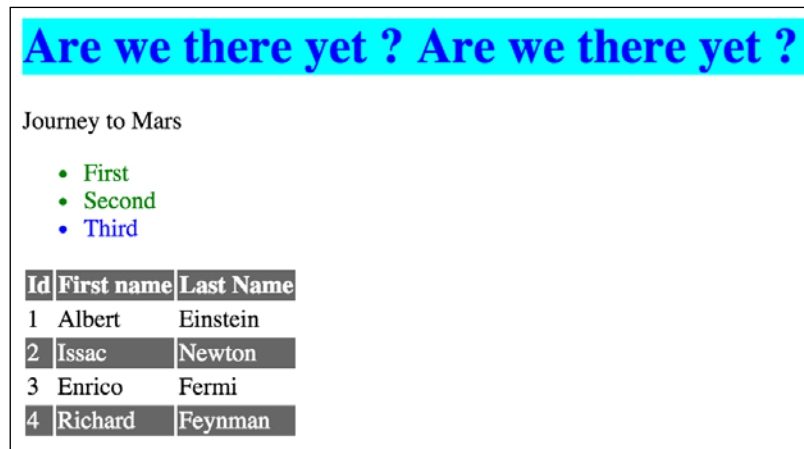 Are we there yet ? Are we there yet ?
Journey to Mars
• First
• Second
• Third
Id First name Last Name
1 Albert Einstein
2 Issac Newton
3 Enrico Fermi
4 Richard Feynman